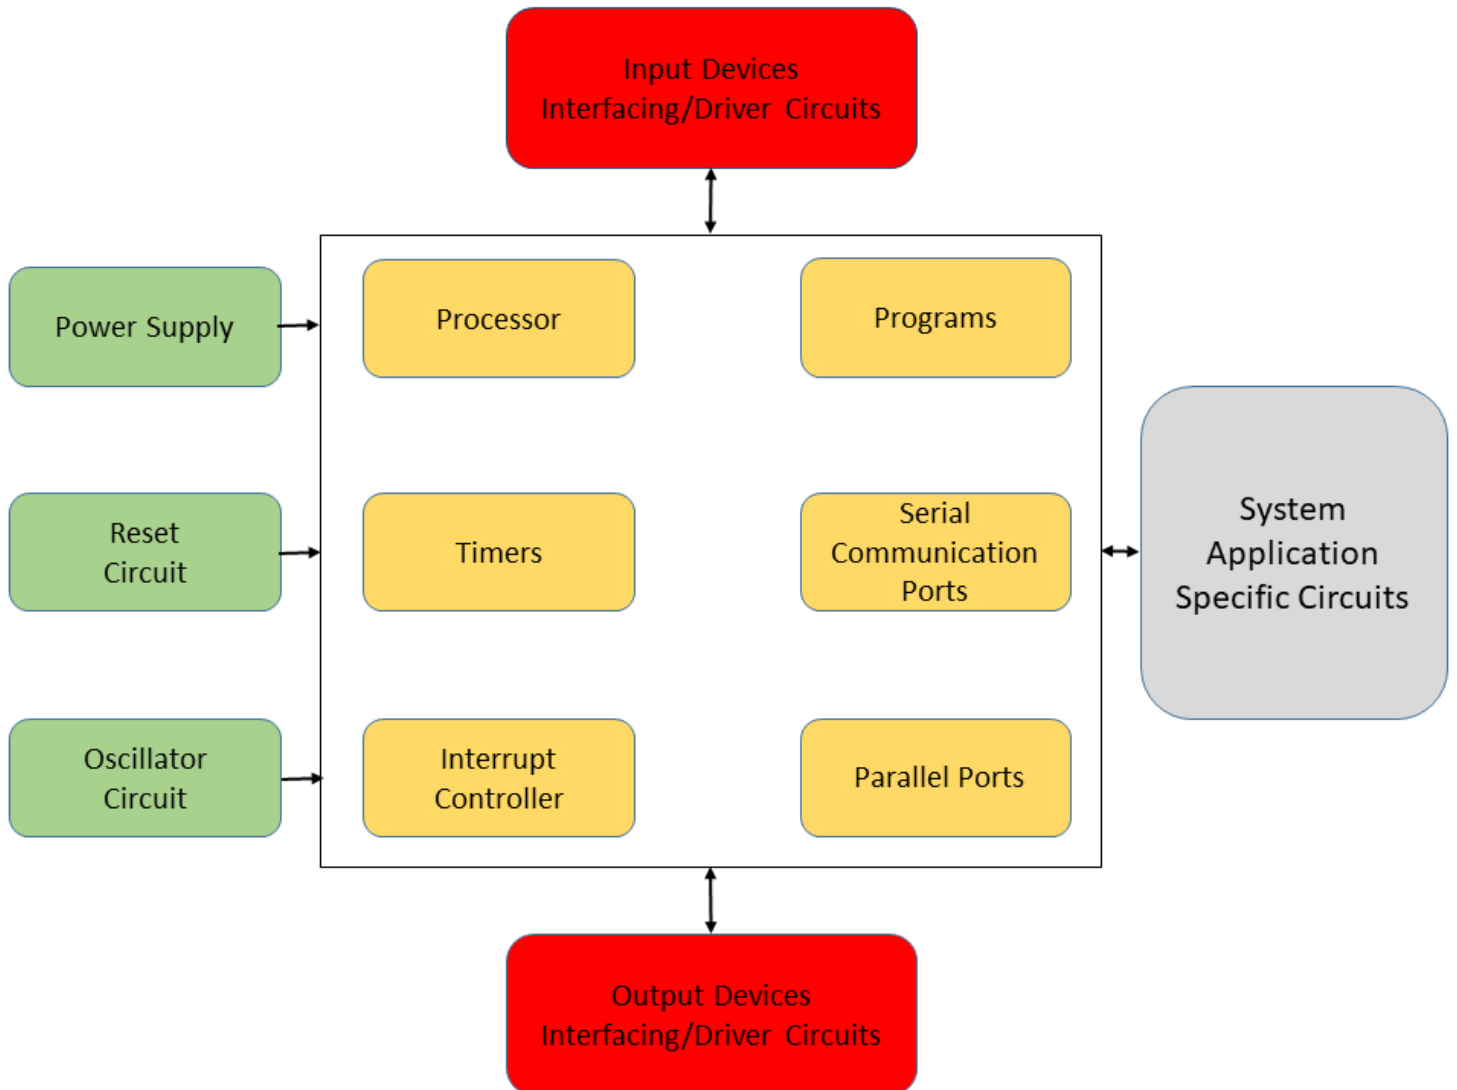 Input Devices
Interfacing/Driver Circuits
Power Supply
Processor
Programs
Reset
Circuit
Timers
Serial
Communication
Ports
System
Application
Specific Circuits
Oscillator
Circuit
Interrupt
Controller
Parallel Ports
Output Devices
Interfacing/Driver Circuits